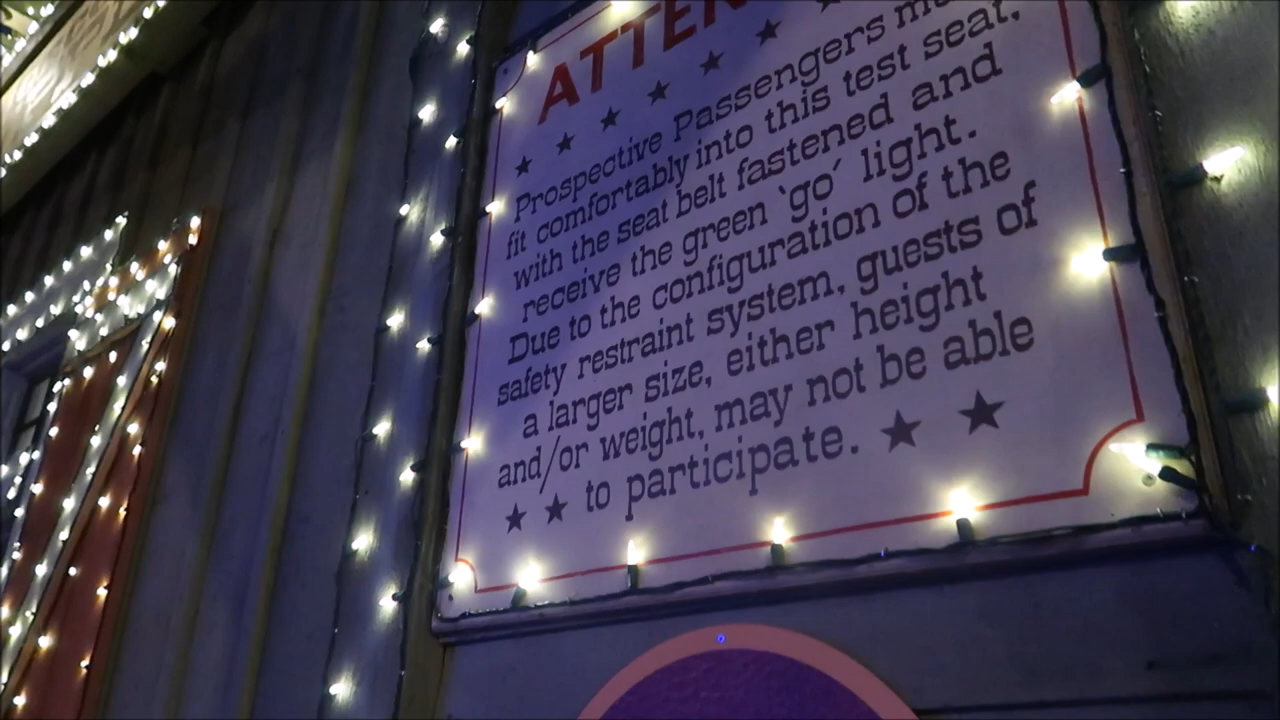 Prospective Passengers
fit comfortably into this test seat,
with the seat belt fastened and
receive the green 'go' light.
Due to the configuration of the
safety restraint system, guests of
a larger size, either height
and/or weight, may not be able
to participate.